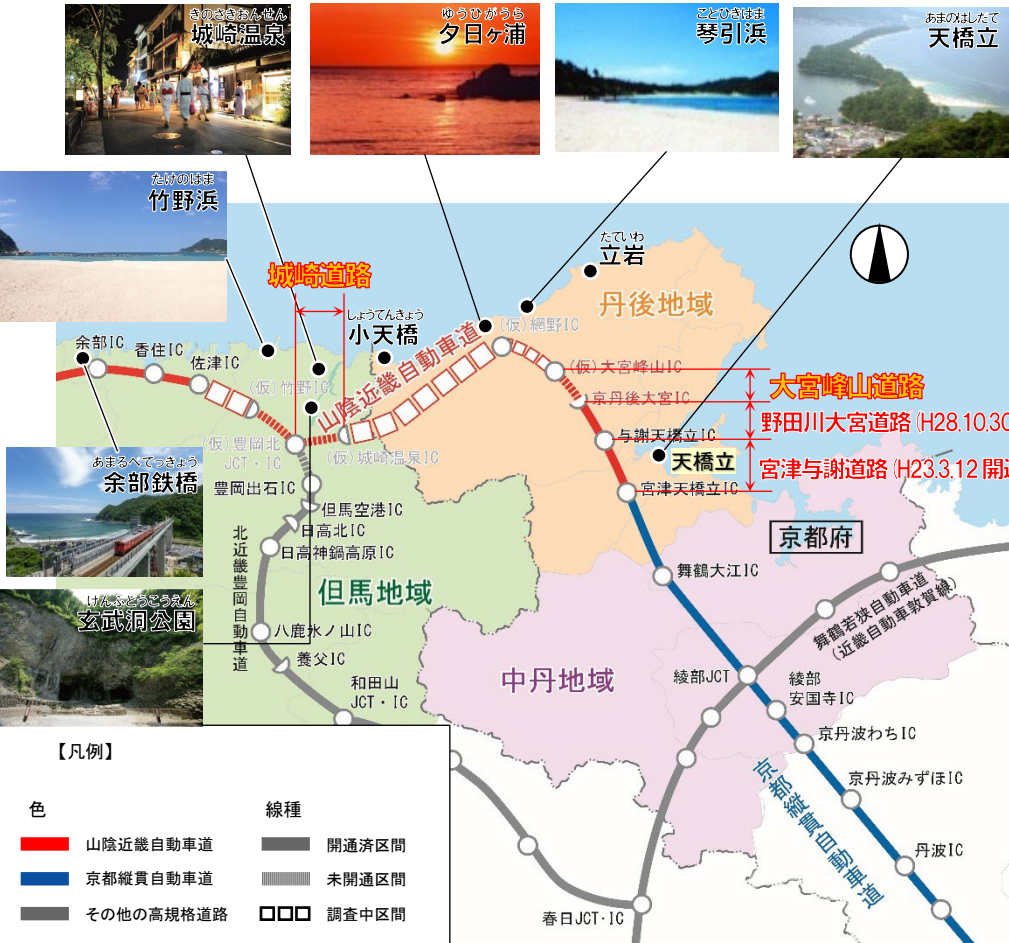 きのさきおんせん
城崎温泉
ゆうひがうら
夕日ヶ浦
ことひきはま
琴引浜
あまのはしたて
天橋立
たけのはま
竹野浜
たていわ
立岩
城崎道路
丹後地域
しょうてんきょう
小天橋
(仮)網野IC
余部IC
香住IC
佐津IC
(仮)竹野IC
山陰近畿自動車道
(仮)大宮峰山IC
大宮峰山道路
京丹後大宮IC
野田川大宮道路(H28.10.30
与謝天橋立IC
(仮)豊岡北
JCT・IC
(仮)城崎温泉IC
天橋立
宮津与謝道路(H23.3.12 開通
宮津天橋立IC
あまるべてっきょう
余部鉄橋
豊岡出石IC
但馬空港IC
日高北IC
日高神鍋高原IC
北近畿豊岡自動車道
京都府
舞鶴大江IC
但馬地域
けんぶどうこうえん
玄武洞公園
八鹿氷ノ山IC
養父IC
舞鶴若狭自動車道
(近畿自動車敦賀線)
中丹地域
綾部JCT
綾部
安国寺IC
和田山
JCT・IC
京丹波わちIC
京丹波みずほIC
京都縦貫自動車道
丹波IC
春日JCT・IC
【凡例】
色
線種
山陰近畿自動車道
開通済区間
京都縦貫自動車道
未開通区間
その他の高規格道路
調査中区間